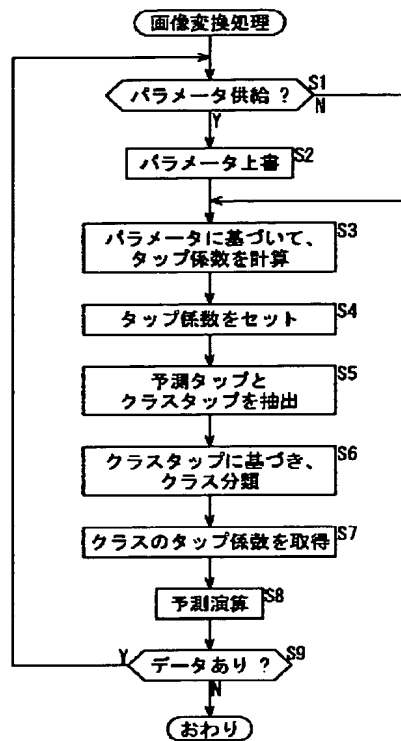 画像変換処理
S1
パラメータ供給 ?
N
Y
S2
パラメータ上書
S3
パラメータに基づいて、
タップ係数を計算
S4
タップ係数をセット
S5
予測タップと
クラスタップを抽出
S6
クラスタップに基づき、
クラス分類
S7
クラスのタップ係数を取得
S8
予測演算
S9
Y
データあり ?
N
おわり